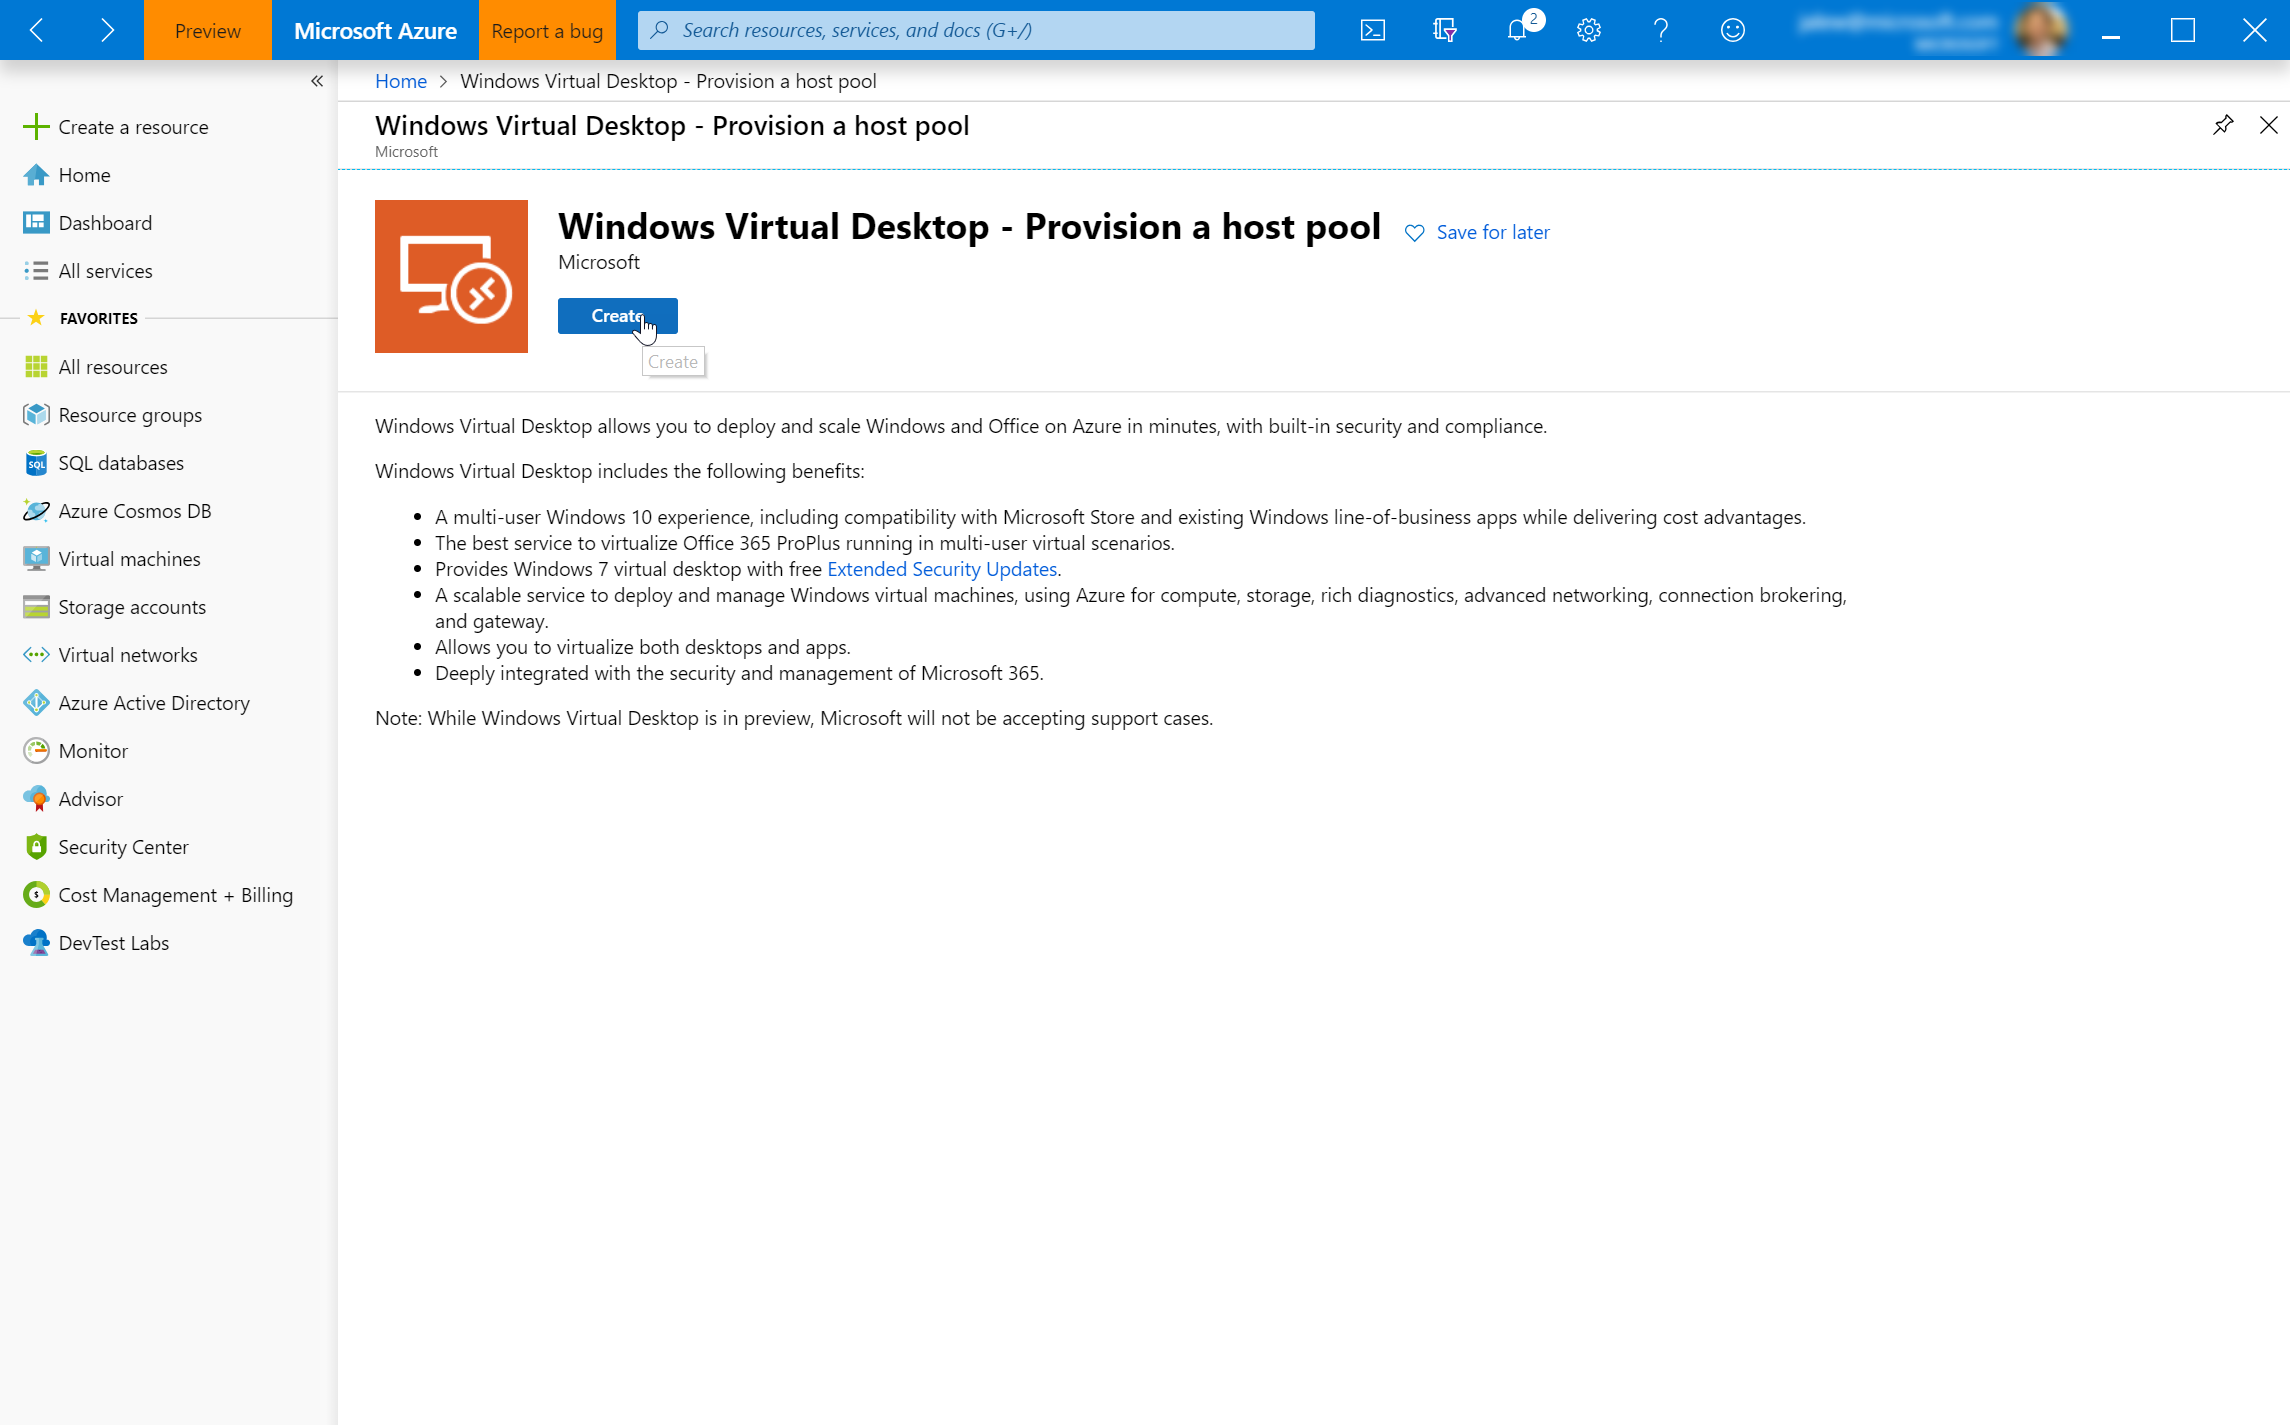 Preview
Microsoft Azure
Report a bug
Search resources, services, and docs (G+/)
2
Home > Windows Virtual Desktop - Provision a host pool
Windows Virtual Desktop - Provision a host pool
Microsoft
Create a resource
Home
Dashboard
All services
FAVORITES
All resources
Resource groups
SQL databases
Azure Cosmos DB
Virtual machines
Storage accounts
Virtual networks
Azure Active Directory
Monitor
Advisor
Security Center
Cost Management + Billing
DevTest Labs
Windows Virtual Desktop - Provision a host pool
Save for later
Microsoft
Create
Create
Windows Virtual Desktop allows you to deploy and scale Windows and Office on Azure in minutes, with built-in security and compliance.
Windows Virtual Desktop includes the following benefits:
• A multi-user Windows 10 experience, including compatibility with Microsoft Store and existing Windows line-of-business apps while delivering cost advantages.
• The best service to virtualize Office 365 ProPlus running in multi-user virtual scenarios.
• Provides Windows 7 virtual desktop with free Extended Security Updates.
• A scalable service to deploy and manage Windows virtual machines, using Azure for compute, storage, rich diagnostics, advanced networking, connection brokering,
and gateway.
• Allows you to virtualize both desktops and apps.
• Deeply integrated with the security and management of Microsoft 365.
Note: While Windows Virtual Desktop is in preview, Microsoft will not be accepting support cases.